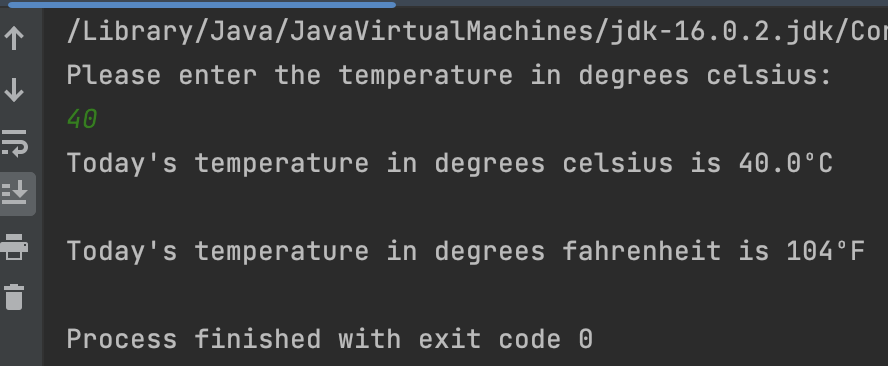 /Library/Java/JavaVirtualMachines/jdk-16.0.2.jdk/Con
Please enter the temperature in degrees celsius:
40
Today's temperature in degrees celsius is 40.0°C
Today's temperature in degrees fahrenheit is 104°F
Process finished with exit code 0